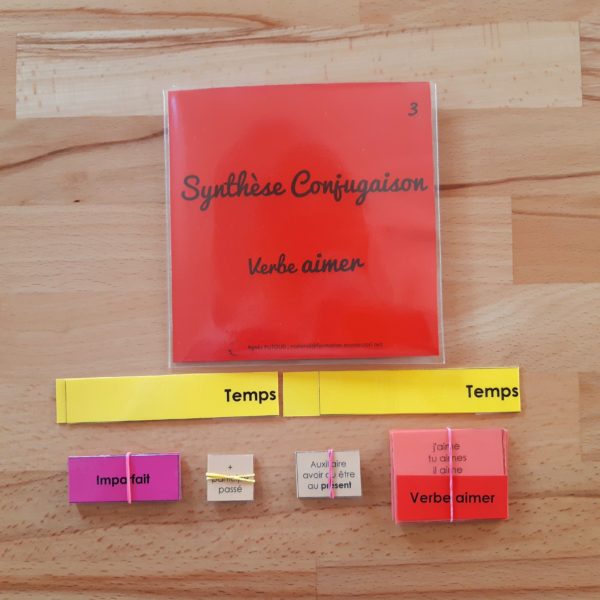 3
Synthèse Conjugaison
Verbe aimer
Temps
Temps
Imparfait
+
participe
passé
Auxiliaire
avoir ou être
au présent
j'aime
tu aimes
il aime
Verbe aimer